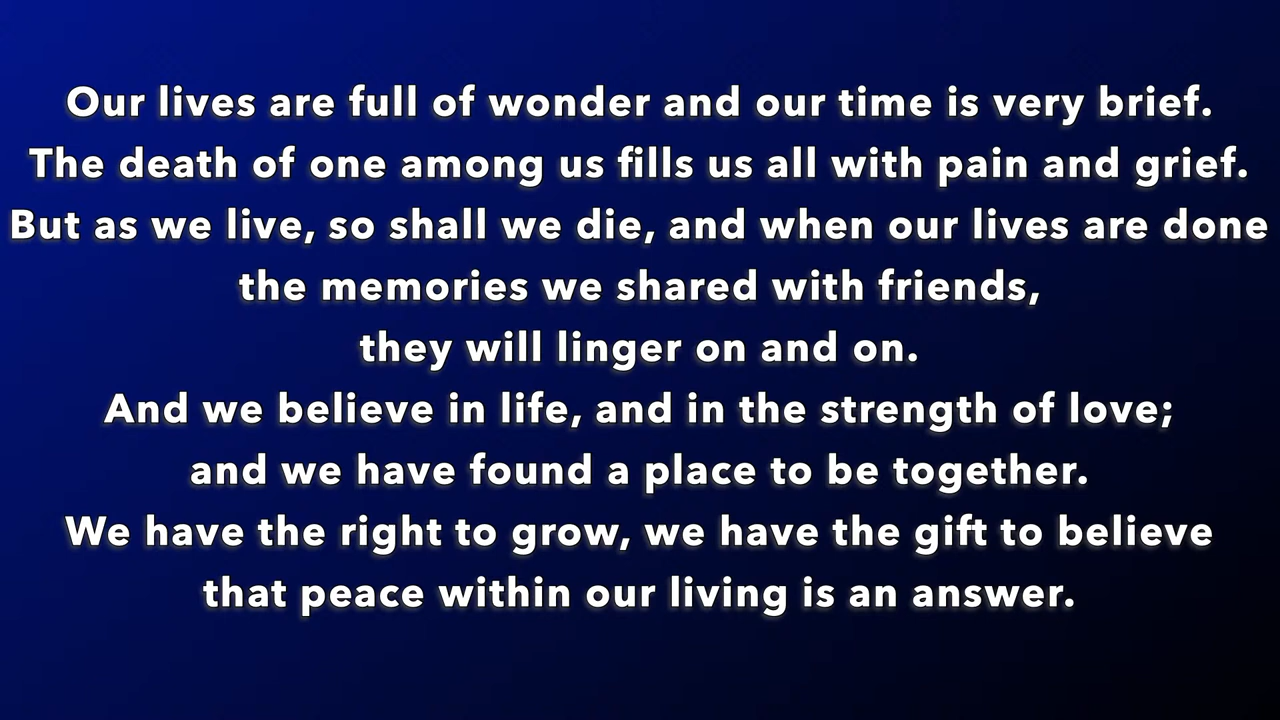 Our lives are full of wonder and our time is very brief.
The death of one among us fills us all with pain and grief.
But as we live, so shall we die, and when our lives are done
the memories we shared with friends,
they will linger on and on.
And we believe in life, and in the strength of love;
and we have found a place to be together.
We have the right to grow, we have the gift to believe
that peace within our living is an answer.